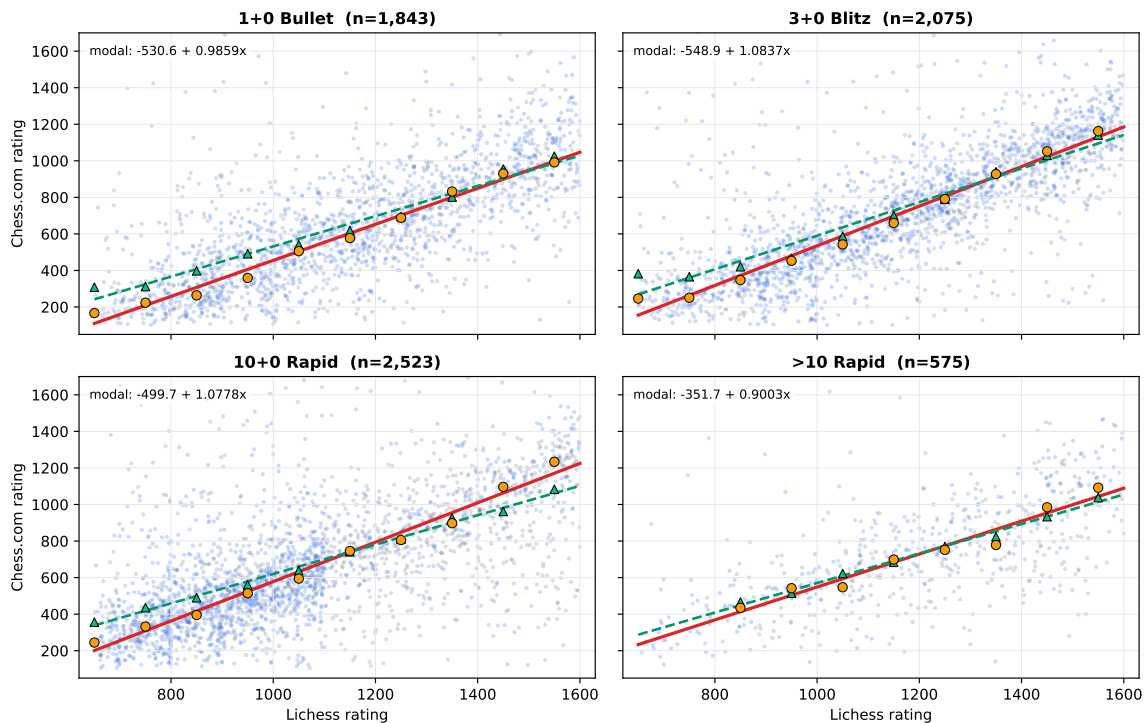 1+0 Bullet (n=1,843)
3+0 Blitz (n=2,075)
modal: -530.6 + 0.9859x
modal: -548.9 + 1.0837x
1600
1400
1200
1000
800
600
400
200
Chess.com rating
10+0 Rapid (n=2,523)
>10 Rapid (n=575)
modal: -499.7 + 1.0778x
modal: -351.7 + 0.9003x
1600
1400
1200
1000
800
600
400
200
Chess.com rating
800 1000 1200 1400 1600
800 1000 1200 1400 1600
Lichess rating
Lichess rating